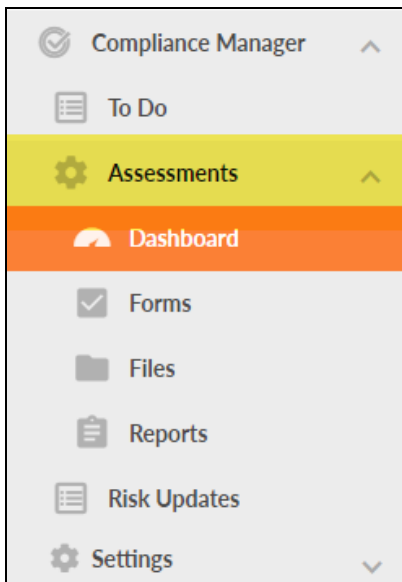 Compliance Manager
To Do
Assessments
Dashboard
Forms
Files
Reports
Risk Updates
Settings